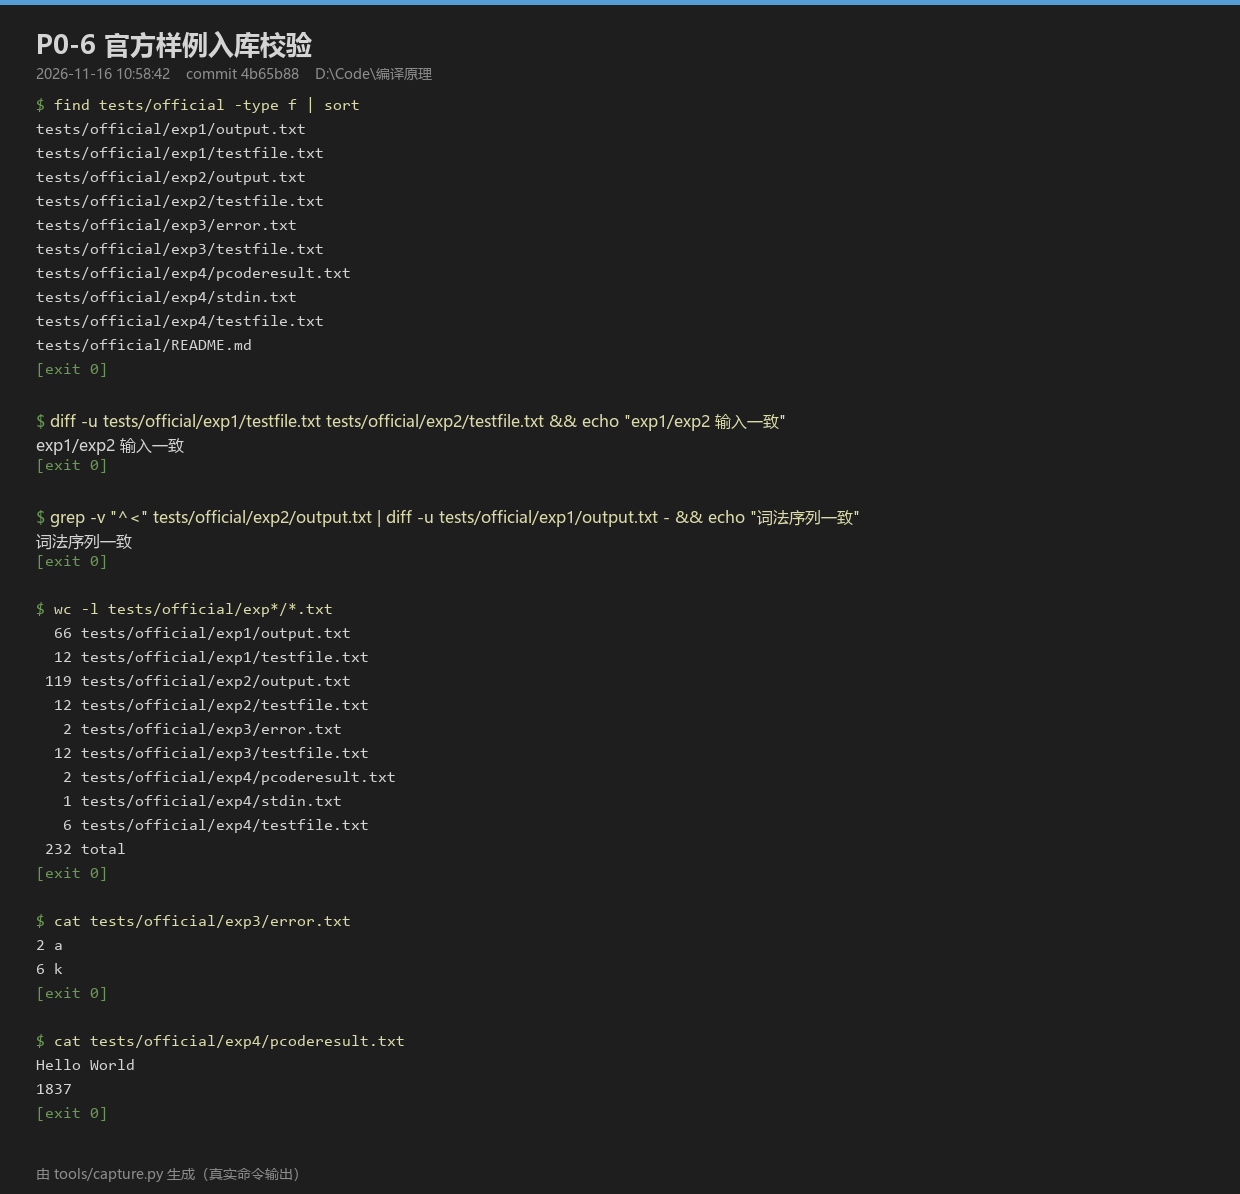 P0-6 官方样例入库校验
2026-11-16 10:58:42 commit 4b65b88 D:\Code\编译原理
$ find tests/official -type f | sort
tests/official/exp1/output.txt
tests/official/exp1/testfile.txt
tests/official/exp2/output.txt
tests/official/exp2/testfile.txt
tests/official/exp3/error.txt
tests/official/exp3/testfile.txt
tests/official/exp4/pcoderesult.txt
tests/official/exp4/stdin.txt
tests/official/exp4/testfile.txt
tests/official/README.md
[exit 0]
$ diff -u tests/official/exp1/testfile.txt tests/official/exp2/testfile.txt && echo "exp1/exp2 输入一致"
exp1/exp2 输入一致
[exit 0]
$ grep -v "^<" tests/official/exp2/output.txt | diff -u tests/official/exp1/output.txt - && echo "词法序列一致"
词法序列一致
[exit 0]
$ wc -l tests/official/exp*/*.txt
66 tests/official/exp1/output.txt
12 tests/official/exp1/testfile.txt
119 tests/official/exp2/output.txt
12 tests/official/exp2/testfile.txt
2 tests/official/exp3/error.txt
12 tests/official/exp3/testfile.txt
2 tests/official/exp4/pcoderesult.txt
1 tests/official/exp4/stdin.txt
6 tests/official/exp4/testfile.txt
232 total
[exit 0]
$ cat tests/official/exp3/error.txt
2 a
6 k
[exit 0]
$ cat tests/official/exp4/pcoderesult.txt
Hello World
1837
[exit 0]
由 tools/capture.py 生成（真实命令输出）